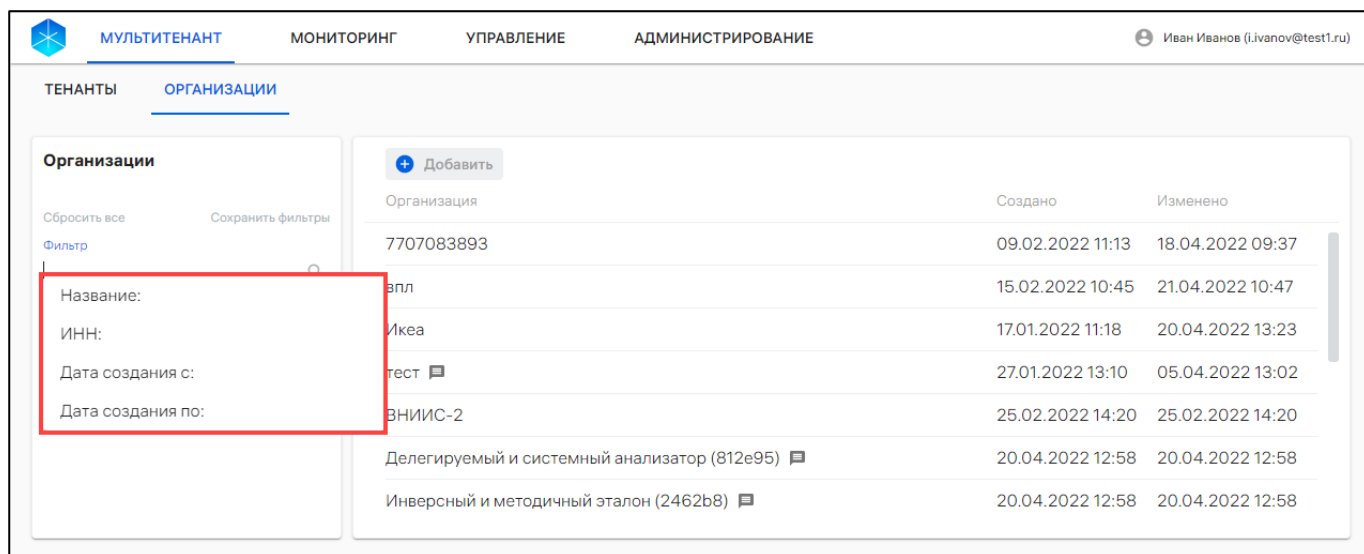 МУЛЬТИТЕНАНТ МОНИТОРИНГ УПРАВЛЕНИЕ АДМИНИСТРИРОВАНИЕ Иван Иванов (i.ivanov@test1.ru)
ТЕНАНТЫ ОРГАНИЗАЦИИ
Организации
Сбросить все Сохранить фильтры
Фильтр
Название:
ИНН:
Дата создания с:
Дата создания по:
Добавить
Организация Создано Изменено
7707083893 09.02.2022 11:13 18.04.2022 09:37
впл 15.02.2022 10:45 21.04.2022 10:47
Икеа 17.01.2022 11:18 20.04.2022 13:23
тест 27.01.2022 13:10 05.04.2022 13:02
ВНИИС-2 25.02.2022 14:20 25.02.2022 14:20
Делегируемый и системный анализатор (812e95) 20.04.2022 12:58 20.04.2022 12:58
Инверсный и методичный эталон (2462b8) 20.04.2022 12:58 20.04.2022 12:58